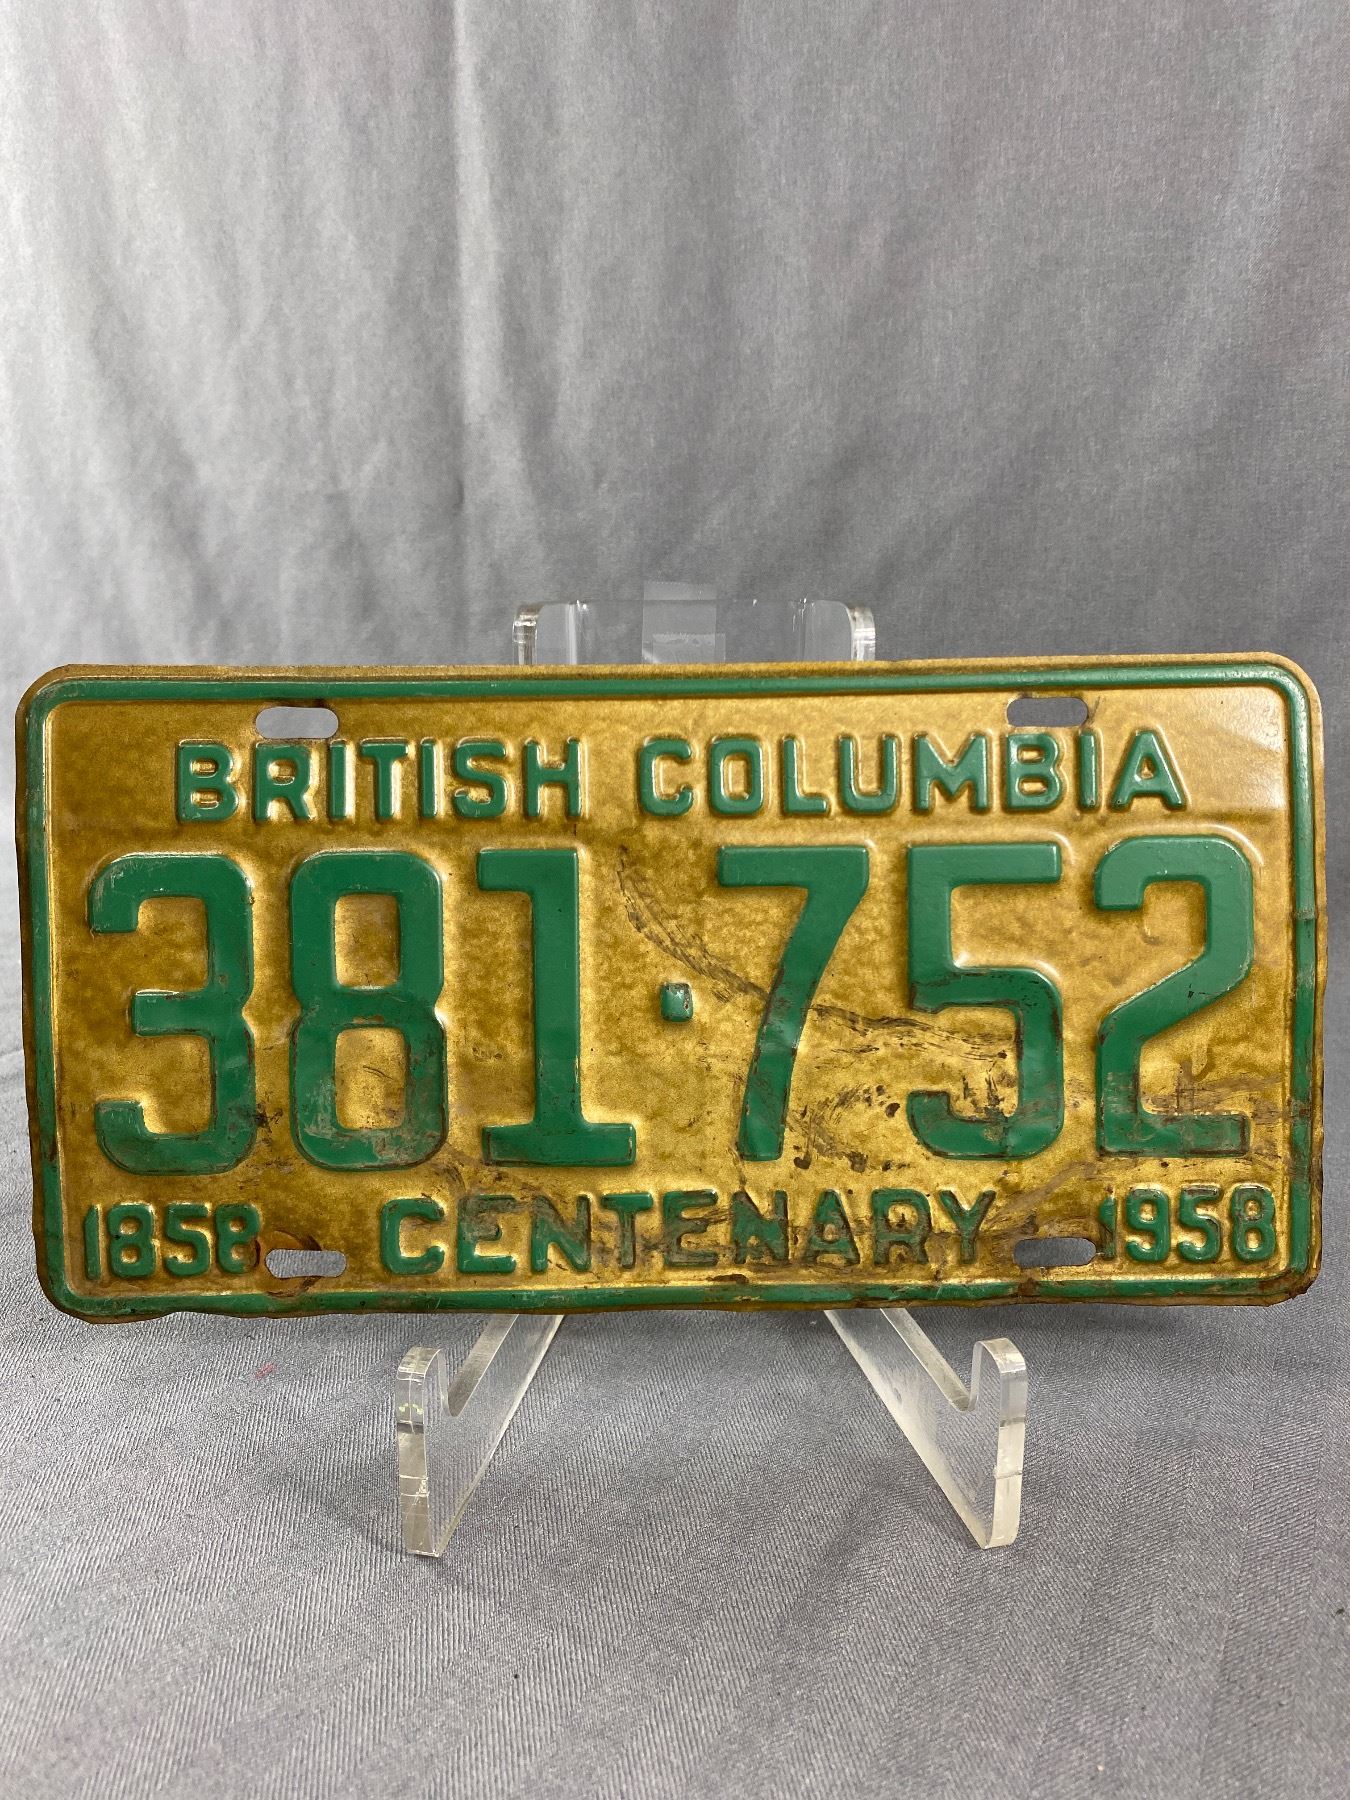 BRITISH COLUMBIA
381·752
1858 CENTENARY 1958